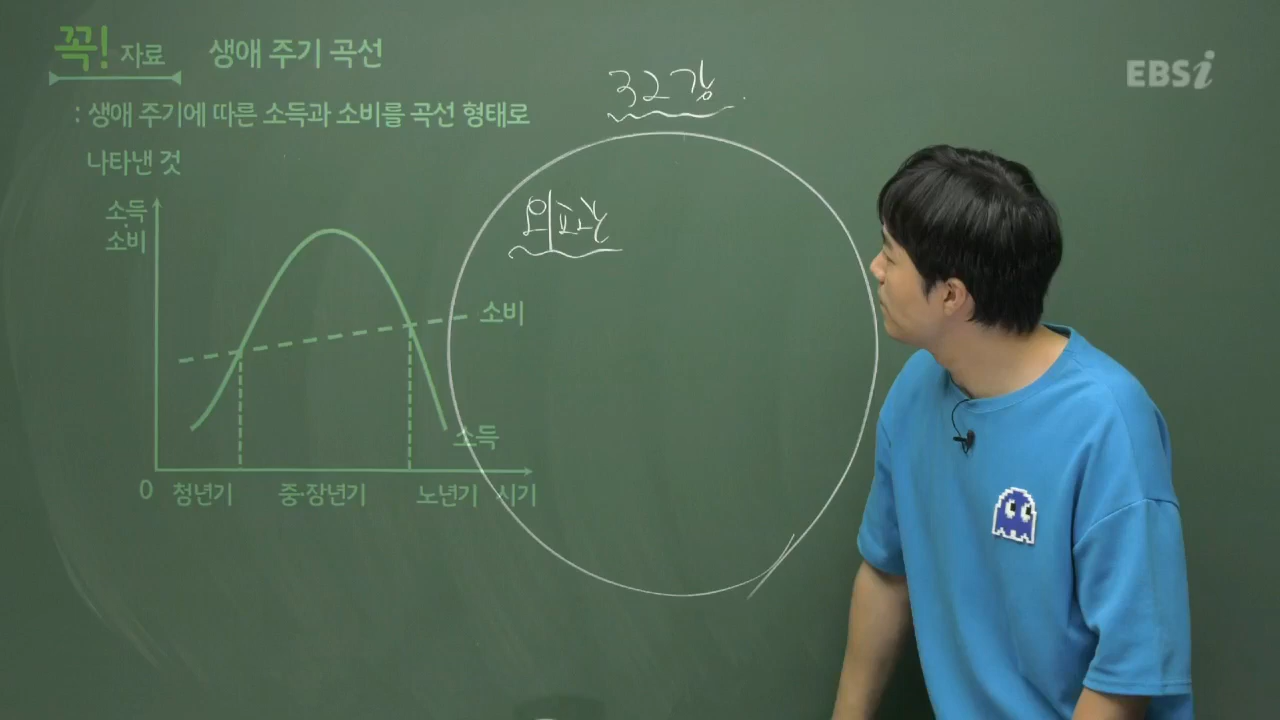 꼭! 자료 생애 주기 곡선
: 생애 주기에 따른 소득과 소비를 곡선 형태로
나타낸 것
소득
소비
소비
소득
0 청년기 중·장년기 노년기 시기
32강
EBSi